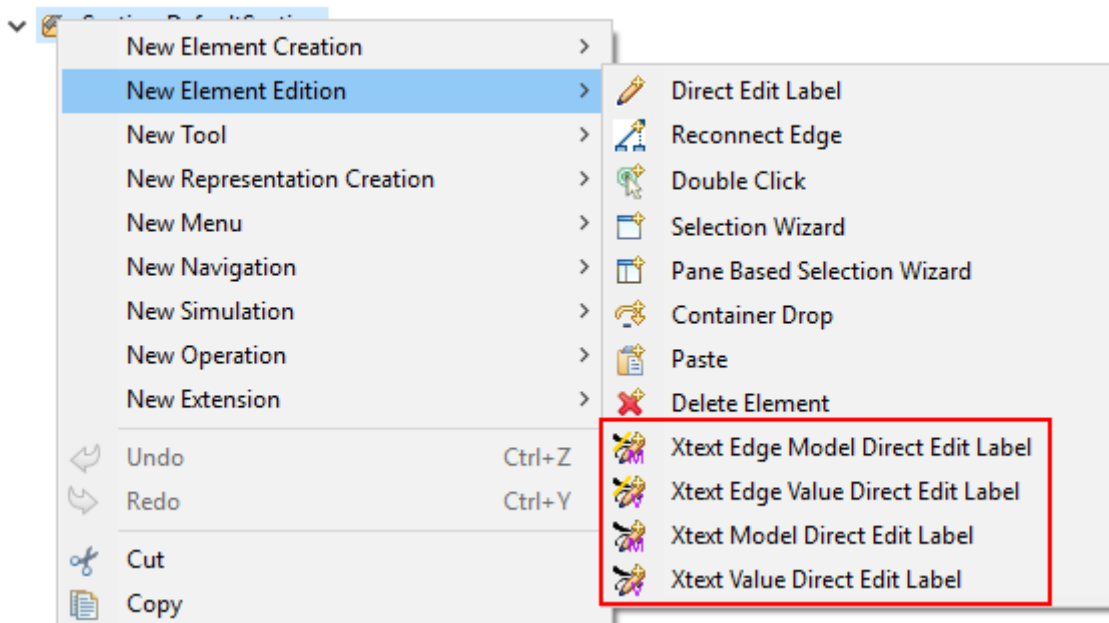 New Element Creation
New Element Edition
New Tool
New Representation Creation
New Menu
New Navigation
New Simulation
New Operation
New Extension
Undo Ctrl+Z
Redo Ctrl+Y
Cut
Copy
Direct Edit Label
Reconnect Edge
Double Click
Selection Wizard
Pane Based Selection Wizard
Container Drop
Paste
Delete Element
Xtext Edge Model Direct Edit Label
Xtext Edge Value Direct Edit Label
Xtext Model Direct Edit Label
Xtext Value Direct Edit Label